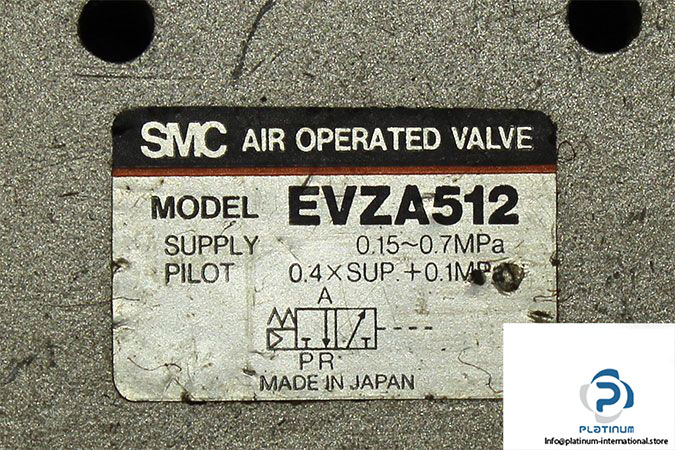 SMC AIR OPERATED VALVE
MODEL EVZA512
SUPPLY 0.15~0.7MPa
PILOT 0.4×SUP.+0.1MPa
A
P R
MADE IN JAPAN
PLATINUM
Info@platinum-international.store